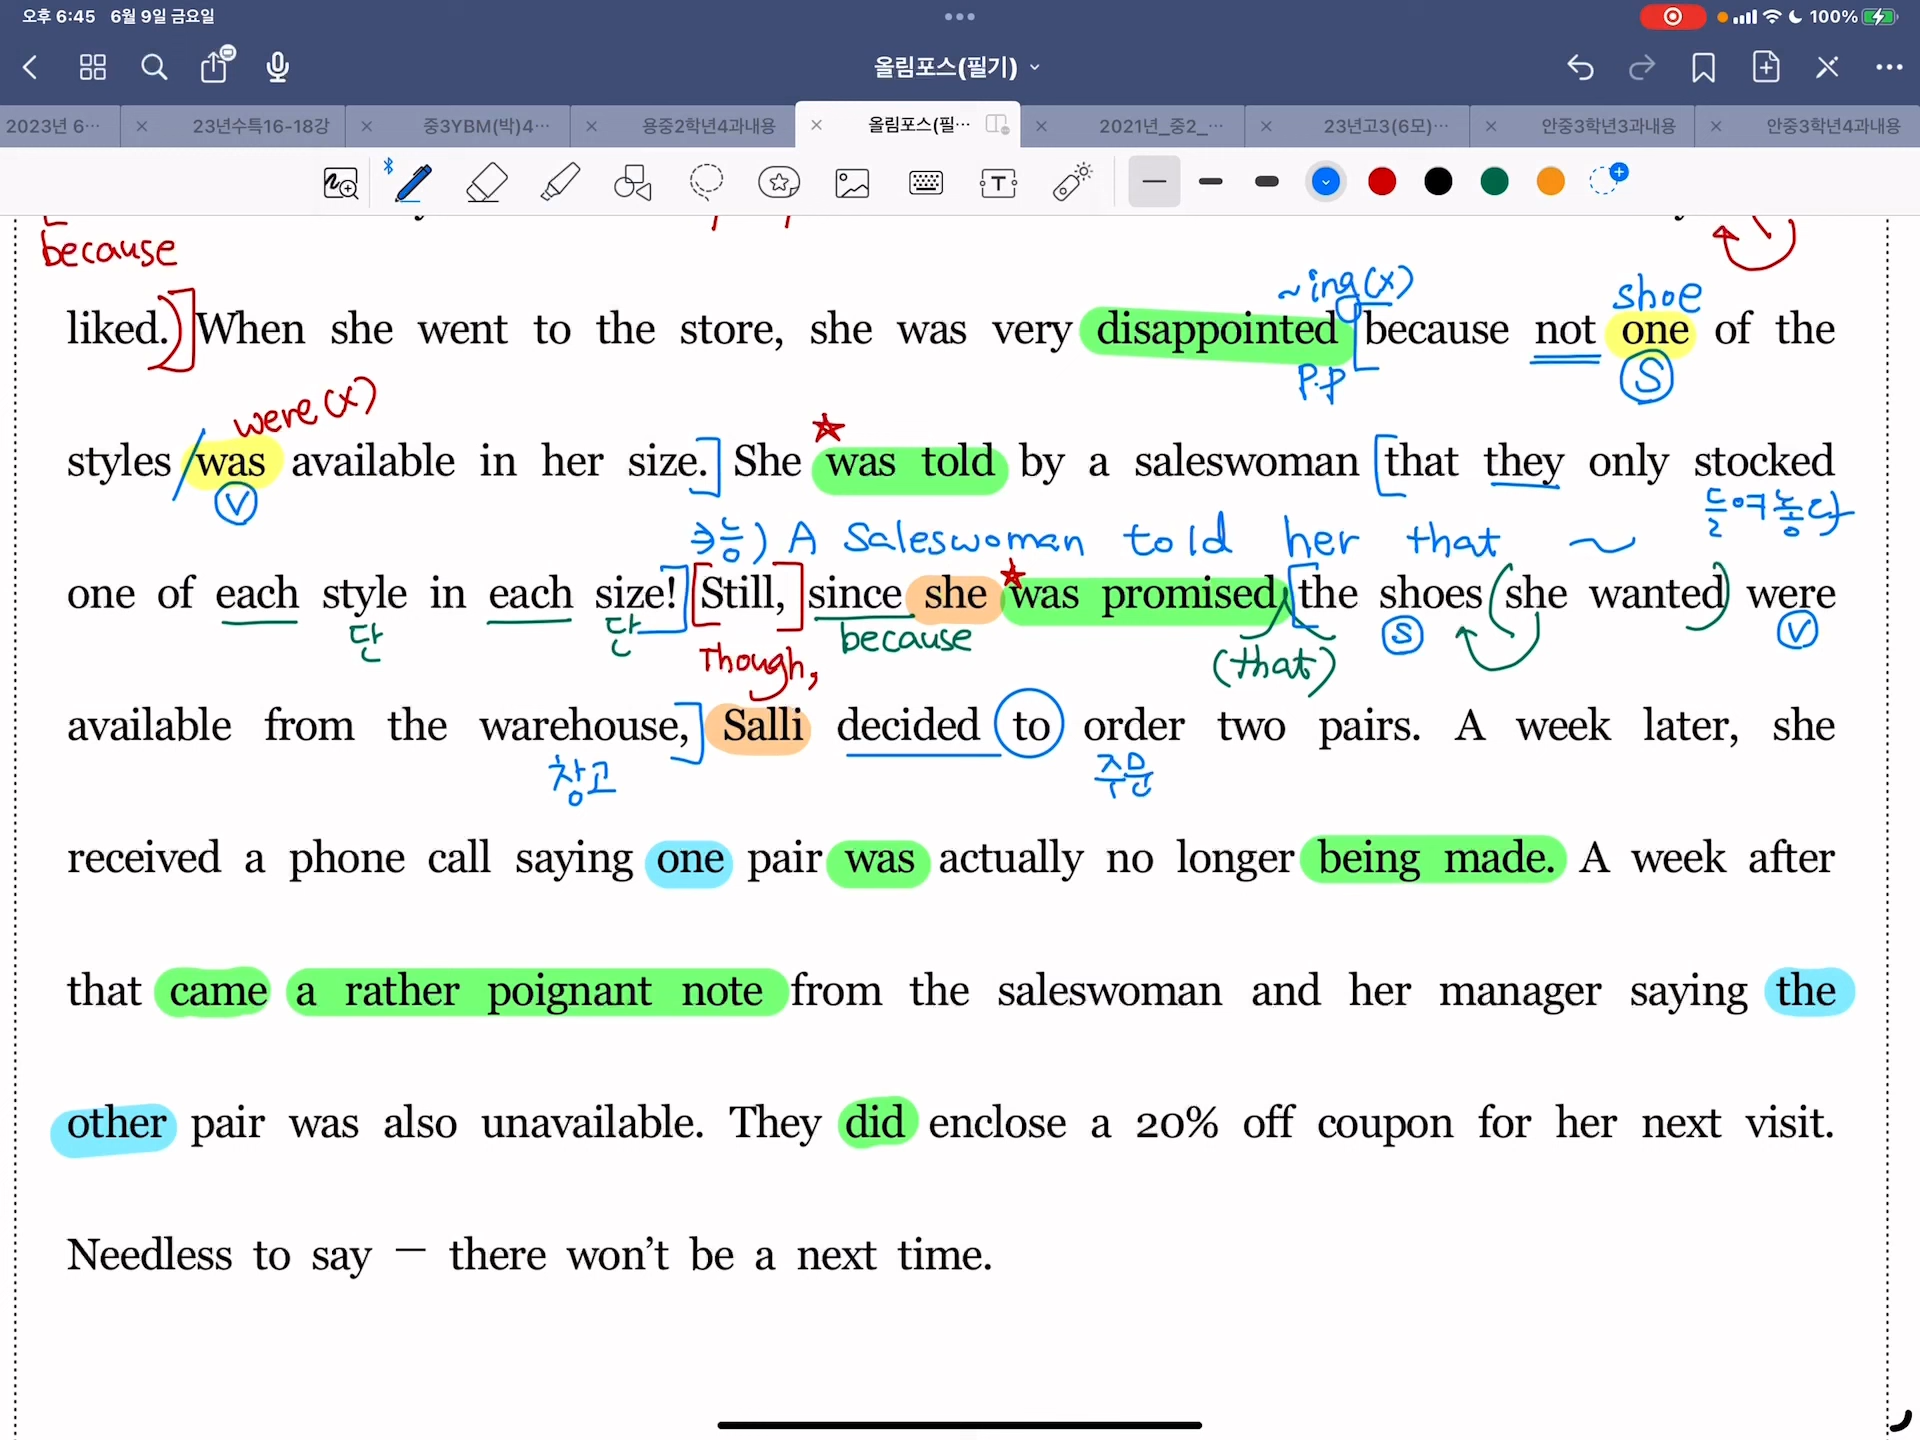 오후 6:45 6월 9일 금요일
100%
올림포스(필기)
2023년 6…
23년수특16-18강
중3YBM(박)4…
용중2학년4과내용
올림포스(필…
2021년_중2_…
23년고3(6모)…
안중3학년3과내용
안중3학년4과내용
because
~ing(x)
shoe
liked.) When she went to the store, she was very disappointed because not one of the
p.p
S
were(x)
styles / was available in her size. She was told by a saleswoman that they only stocked
V
들여놓다
능) A Saleswoman told her that ~
one of each style in each size! Still, since she was promised the shoes (she wanted) were
단
단
Though,
because
(that)
S
V
available from the warehouse, Salli decided to order two pairs. A week later, she
창고
주문
received a phone call saying one pair was actually no longer being made. A week after
that came a rather poignant note from the saleswoman and her manager saying the
other pair was also unavailable. They did enclose a 20% off coupon for her next visit.
Needless to say — there won't be a next time.